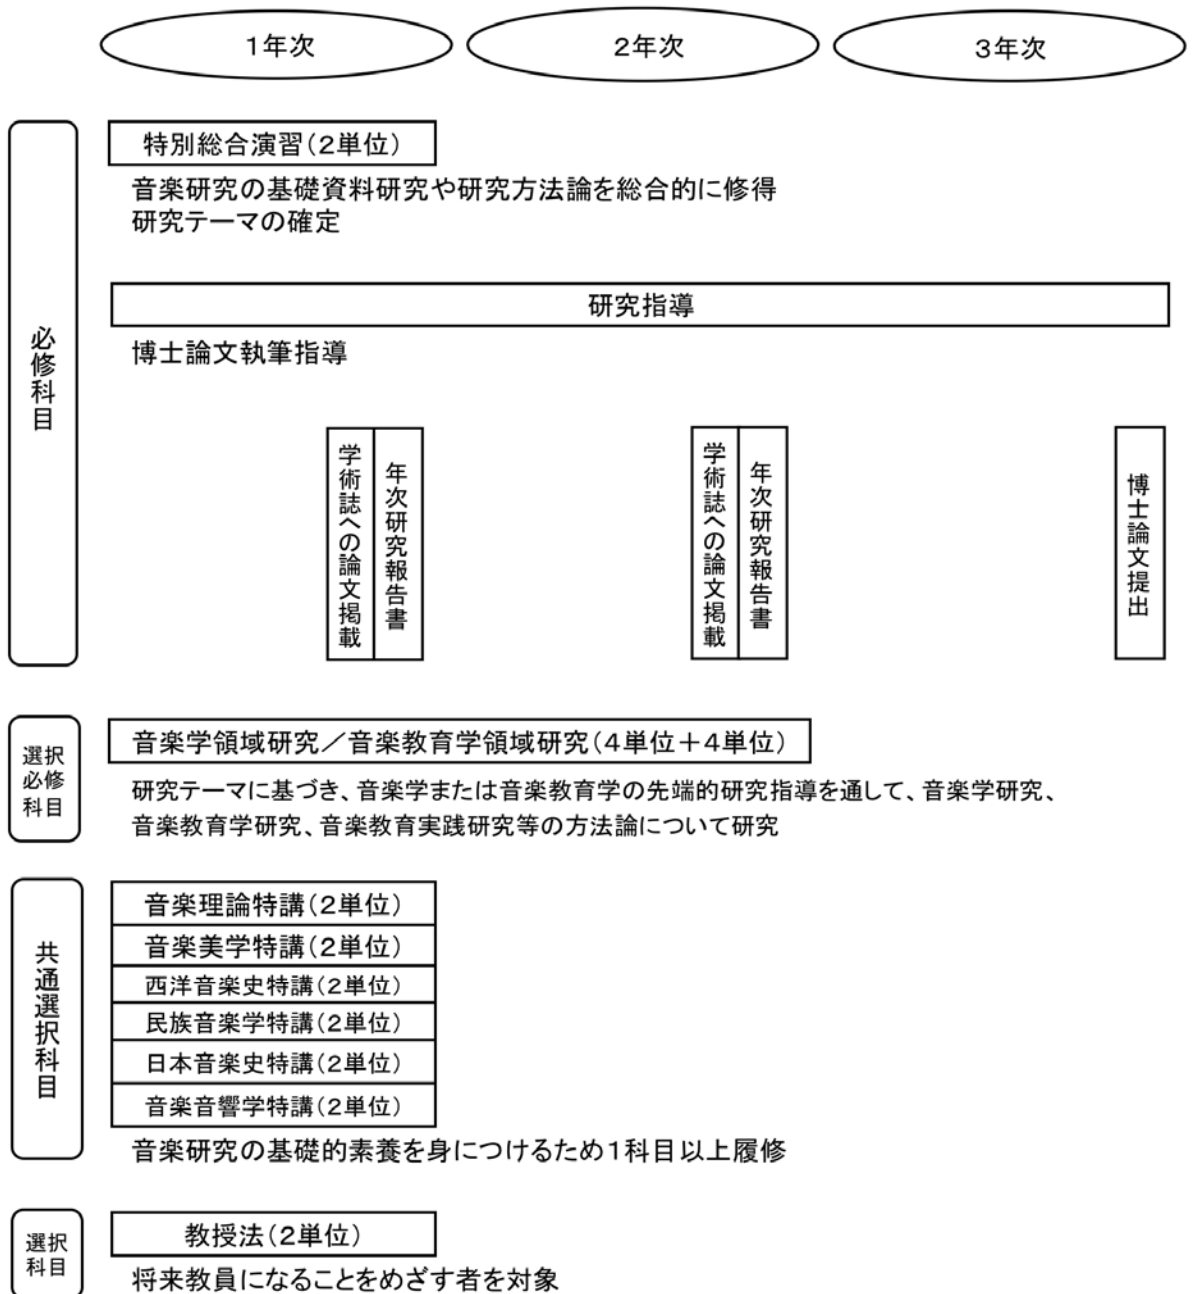 1年次
2年次
3年次
必修科目
特別総合演習(2単位)
音楽研究の基礎資料研究や研究方法論を総合的に修得
研究テーマの確定
研究指導
博士論文執筆指導
学術誌への論文掲載
年次研究報告書
学術誌への論文掲載
年次研究報告書
博士論文提出
選択
必修
科目
音楽学領域研究/音楽教育学領域研究(4単位+4単位)
研究テーマに基づき、音楽学または音楽教育学の先端的研究指導を通して、音楽学研究、
音楽教育学研究、音楽教育実践研究等の方法論について研究
共通選択科目
音楽理論特講(2単位)
音楽美学特講(2単位)
西洋音楽史特講(2単位)
民族音楽学特講(2単位)
日本音楽史特講(2単位)
音楽音響学特講(2単位)
音楽研究の基礎的素養を身につけるため1科目以上履修
選択
科目
教授法(2単位)
将来教員になることをめざす者を対象